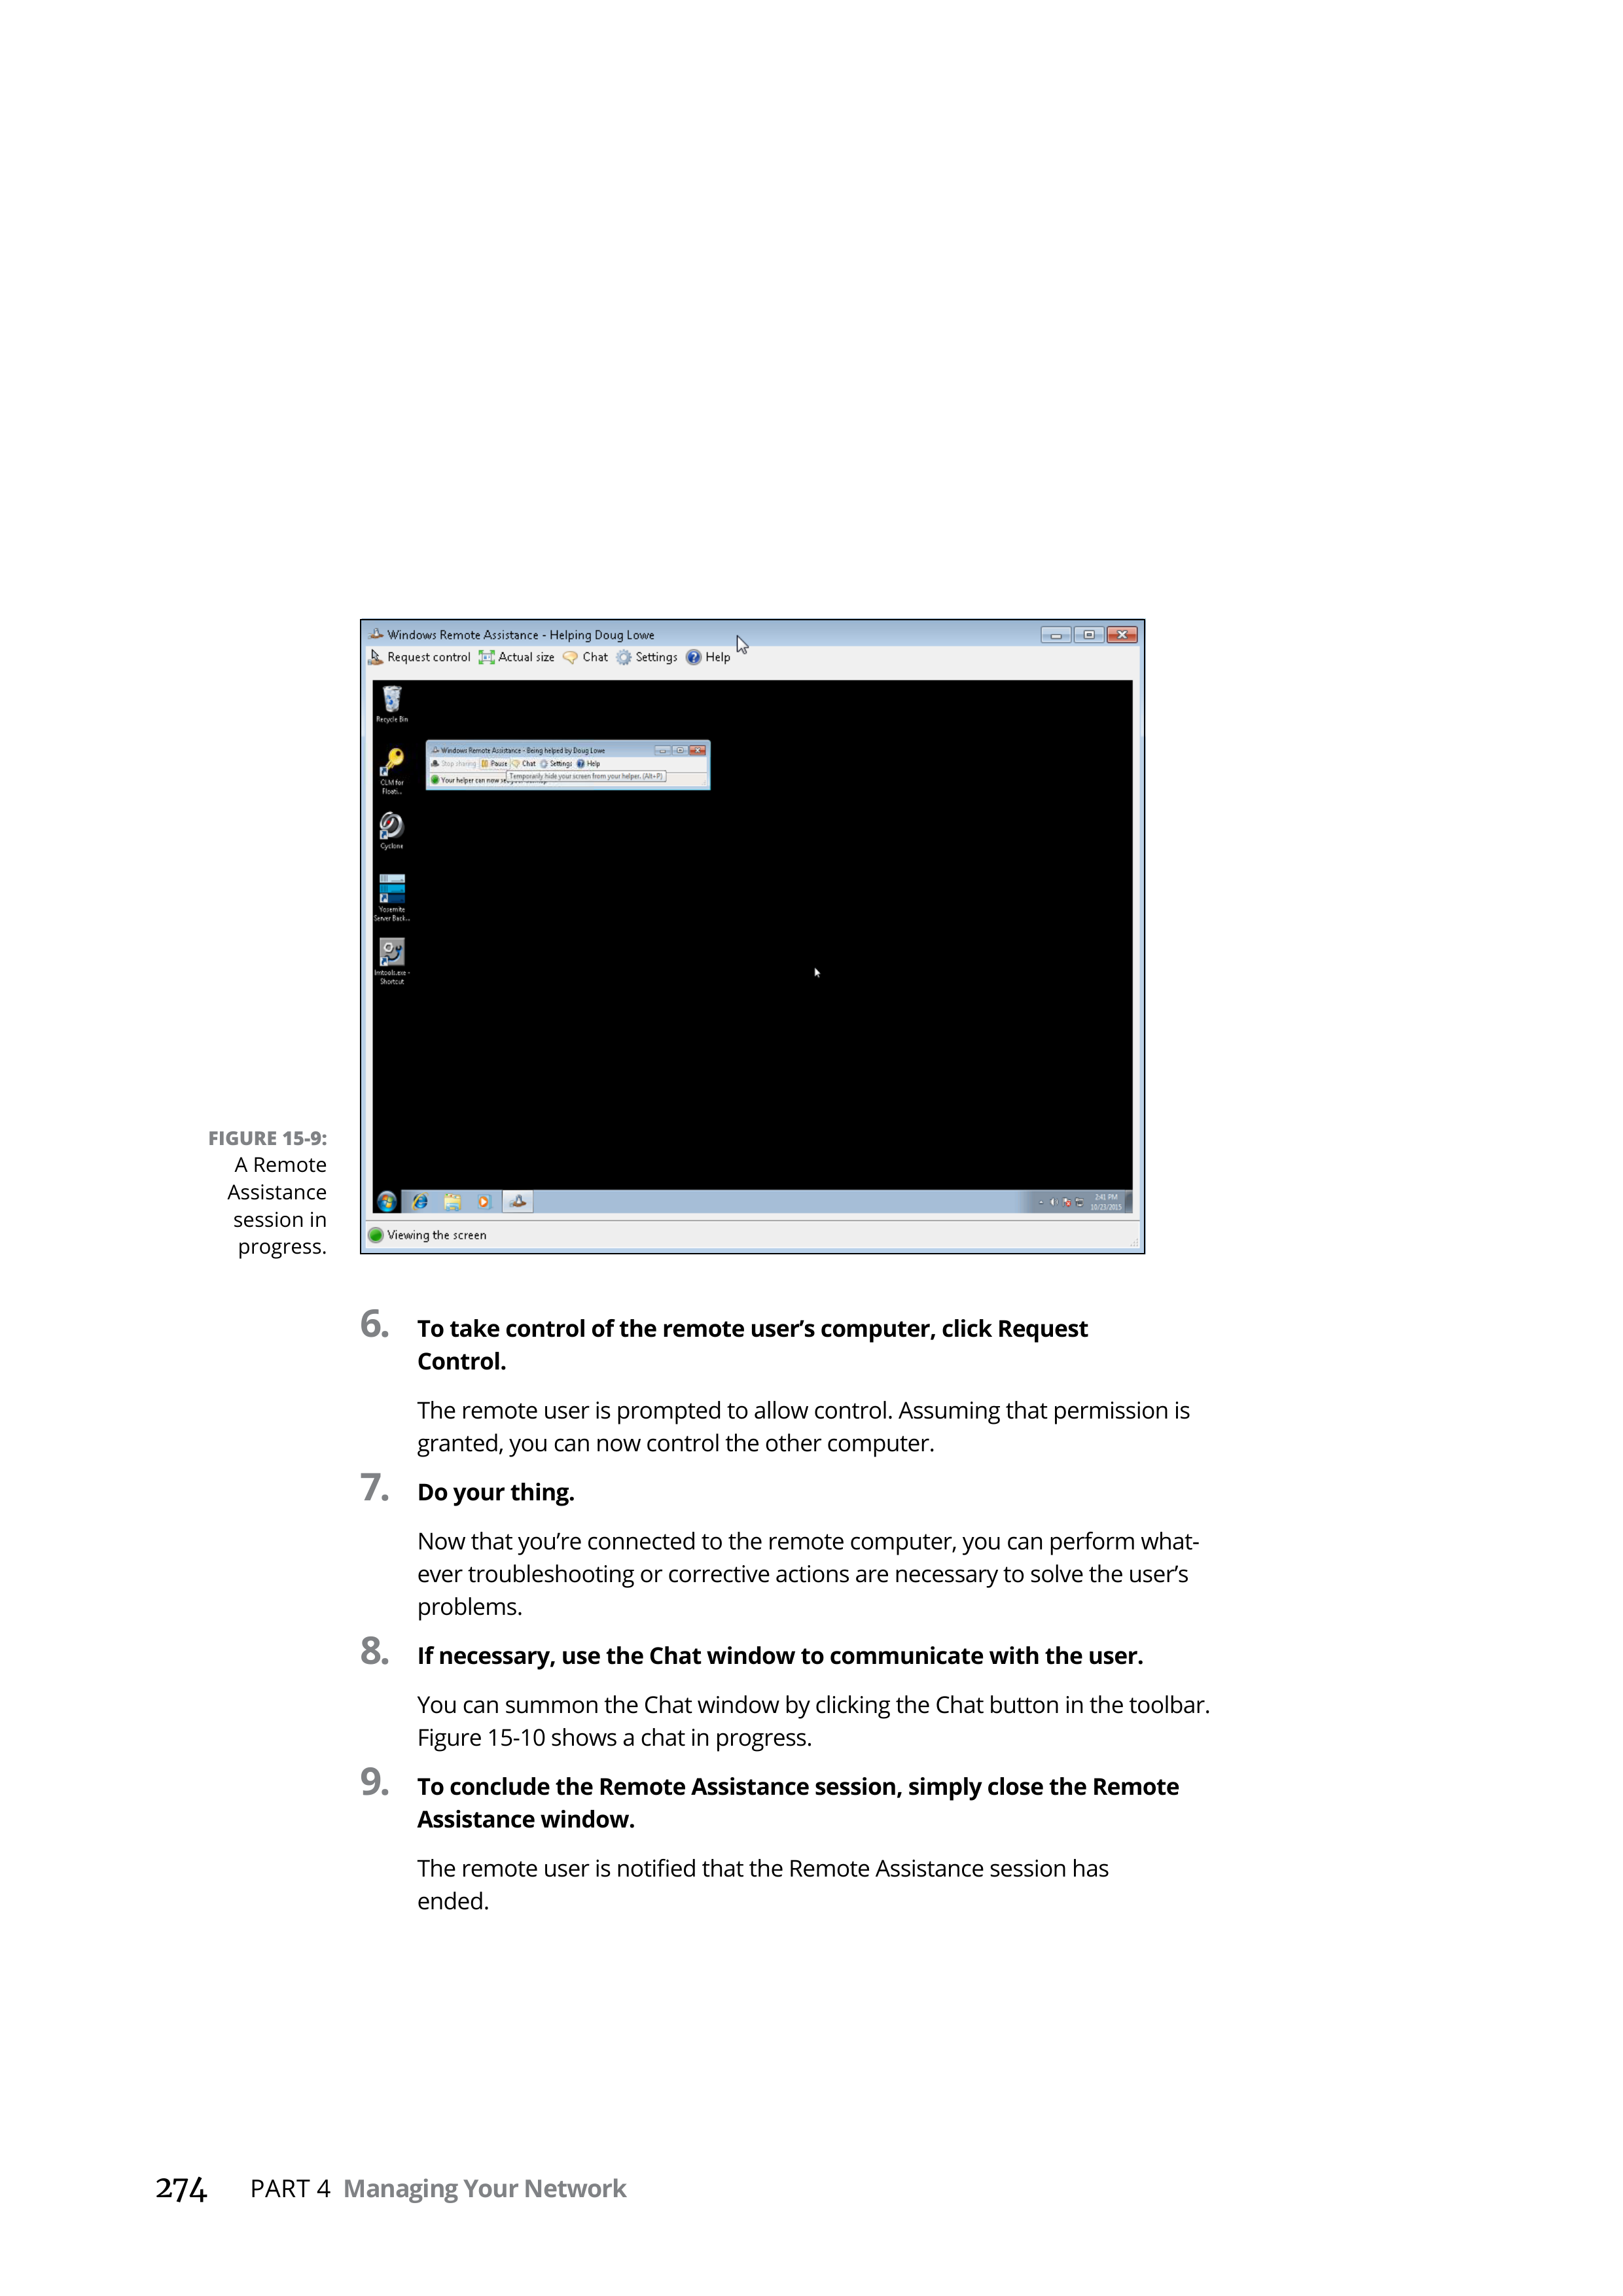 Windows Remote Assistance - Helping Doug Lowe
Request control Actual size Chat Settings Help
Recycle Bin
Windows Remote Assistance - Being helped by Doug Lowe
Stop sharing Pause Chat Settings Help
Temporarily hide your screen from your helper. (Alt+P)
Your helper can now
CLM for
Floati...
Cyclone
Yosemite
Server Back...
lmtools.exe -
Shortcut
2:41 PM
10/23/2015
Viewing the screen
FIGURE 15-9:
A Remote
Assistance
session in
progress.
6. To take control of the remote user’s computer, click Request
Control.
The remote user is prompted to allow control. Assuming that permission is
granted, you can now control the other computer.
7. Do your thing.
Now that you’re connected to the remote computer, you can perform what-
ever troubleshooting or corrective actions are necessary to solve the user’s
problems.
8. If necessary, use the Chat window to communicate with the user.
You can summon the Chat window by clicking the Chat button in the toolbar.
Figure 15-10 shows a chat in progress.
9. To conclude the Remote Assistance session, simply close the Remote
Assistance window.
The remote user is notified that the Remote Assistance session has
ended.
274 PART 4 Managing Your Network